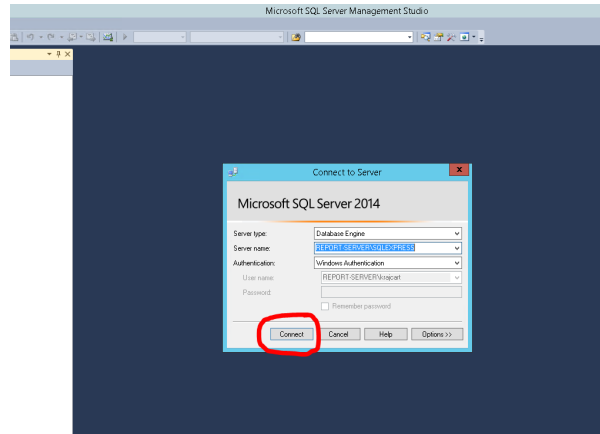 Microsoft SQL Server Management Studio
Connect to Server
Microsoft SQL Server 2014
Server type: Database Engine
Server name: REPORT-SERVER\SQLEXPRESS
Authentication: Windows Authentication
User name: REPORT-SERVER\krajcart
Password:
Remember password
Connect Cancel Help Options >>